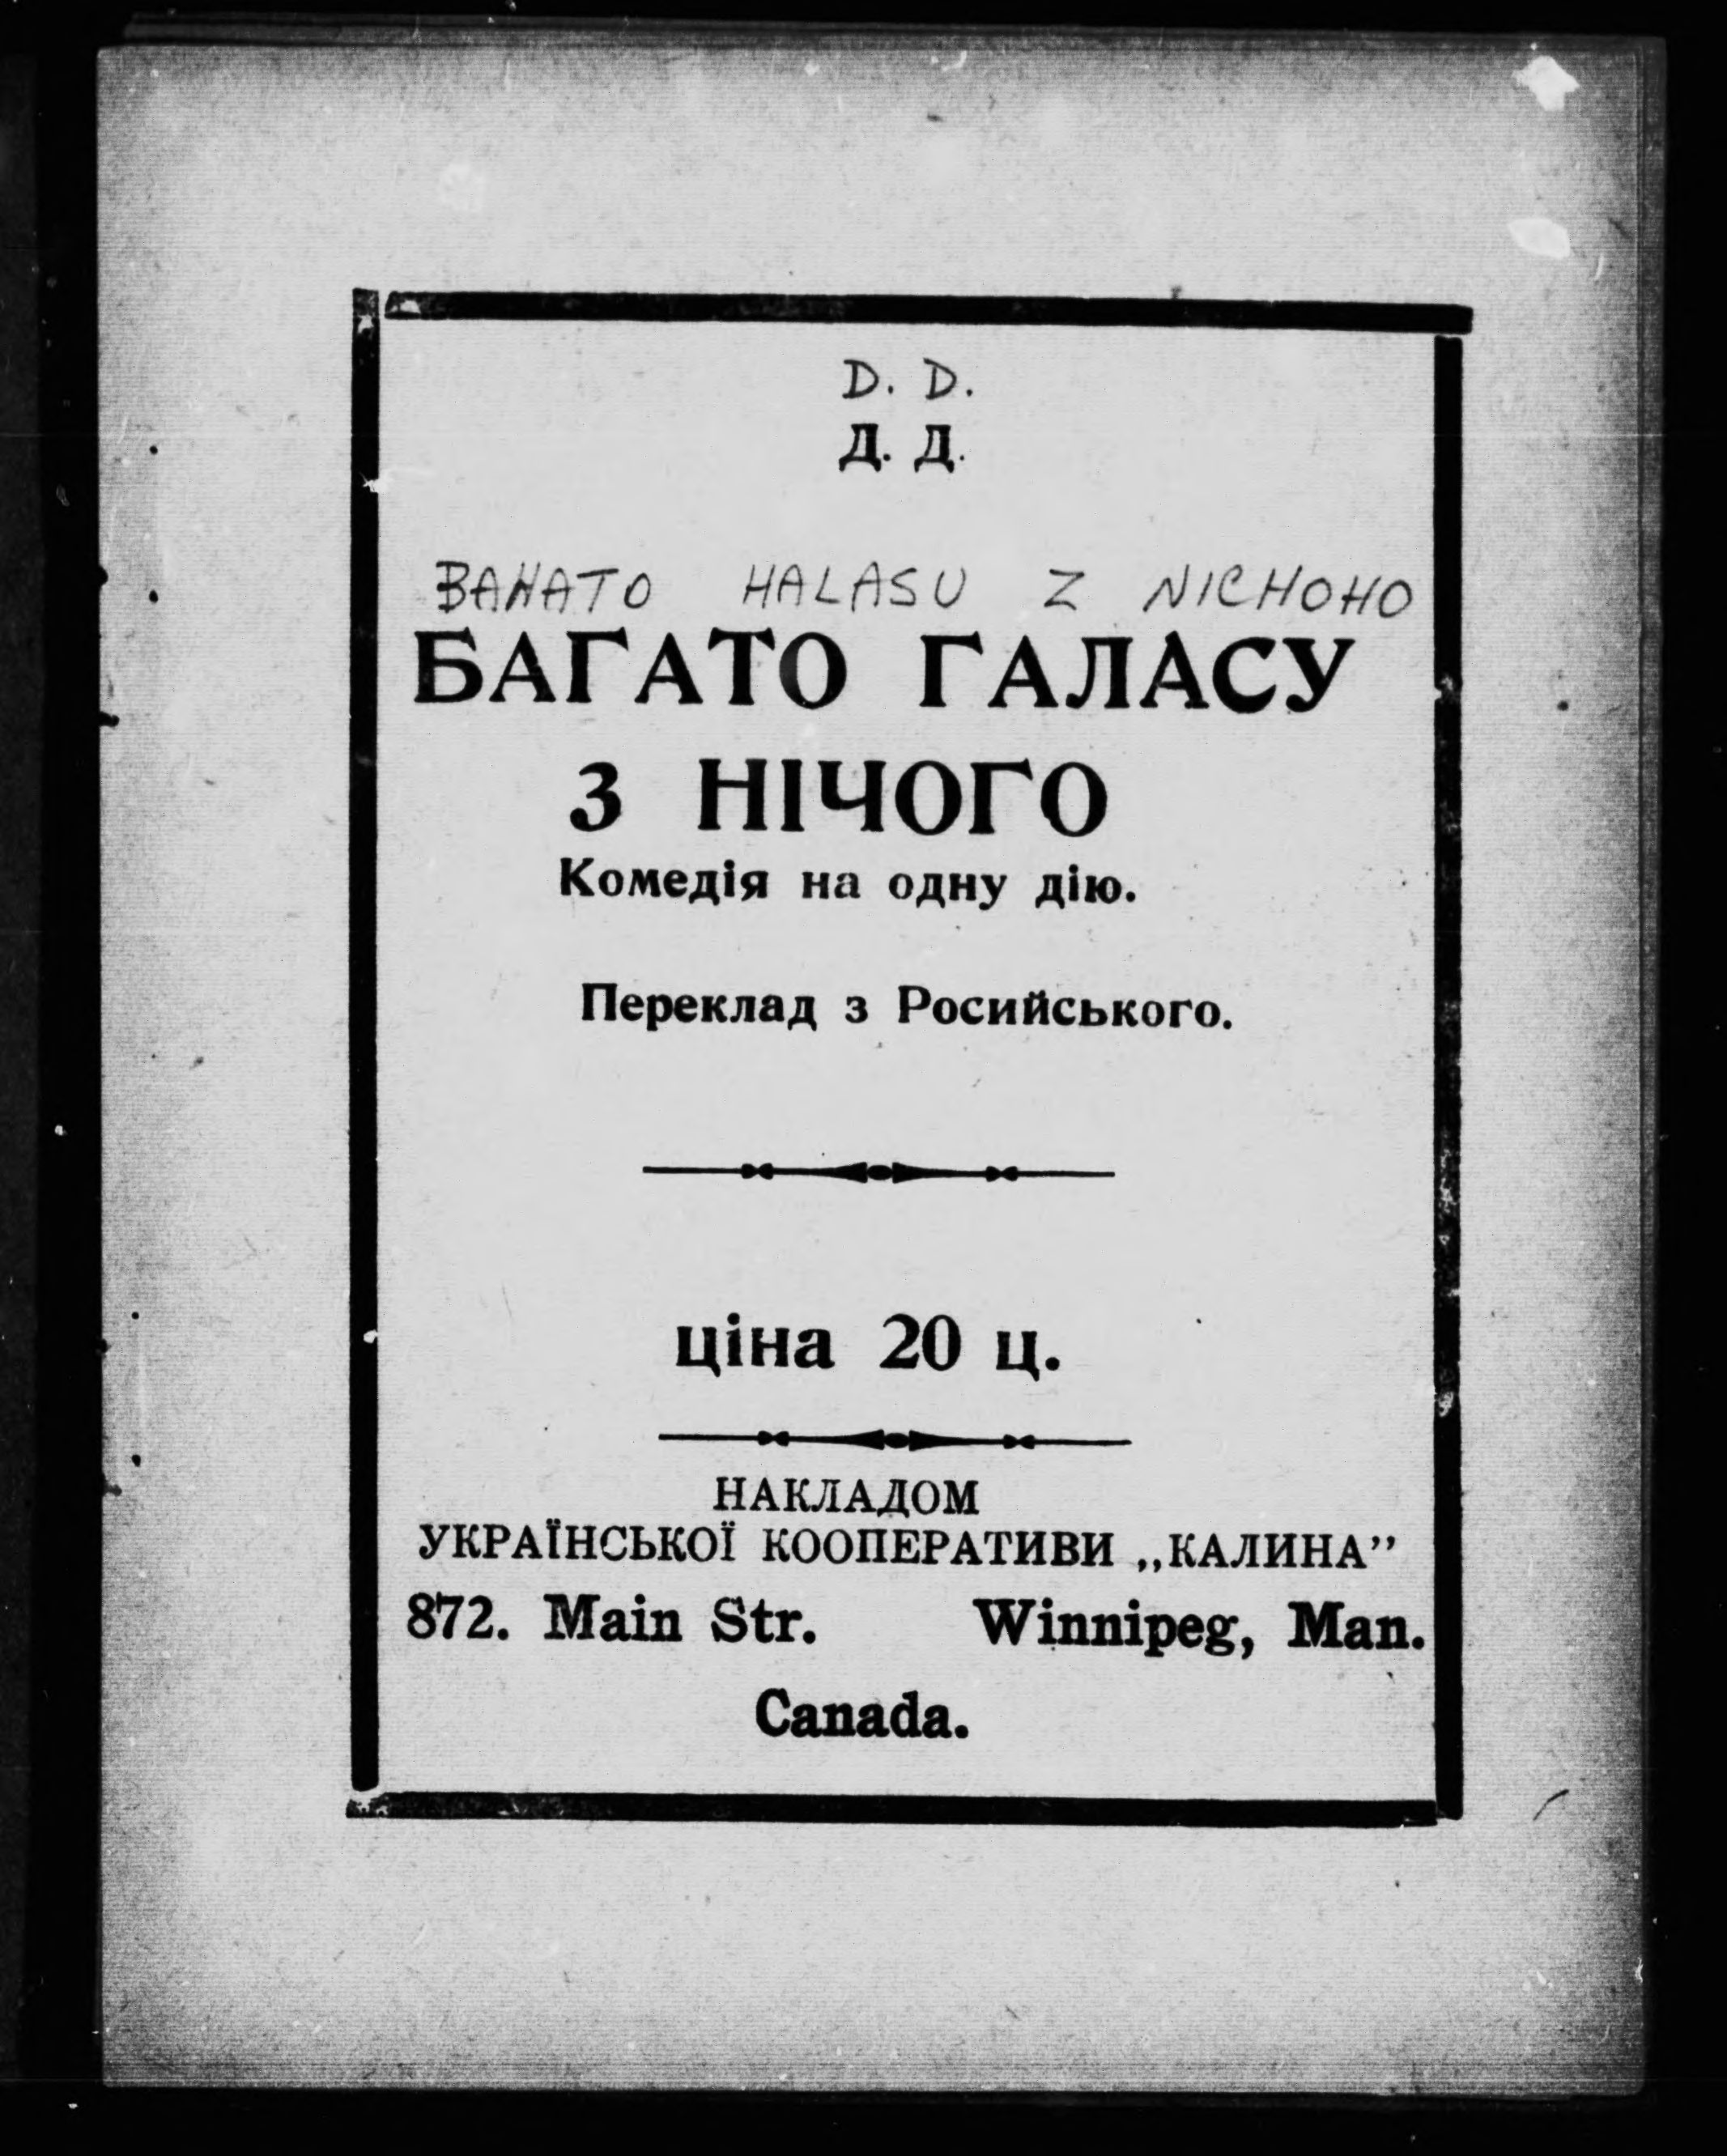 D. D.
Д. Д.
BAHATO HALASU Z NICHOHO
БАГАТО ГАЛАСУ
З НІЧОГО
Комедія на одну дію.
Переклад з Росийського.
ціна 20 ц.
НАКЛАДОМ
УКРАЇНСЬКОЇ КООПЕРАТИВИ „КАЛИНА”
872. Main Str. Winnipeg, Man.
Canada.